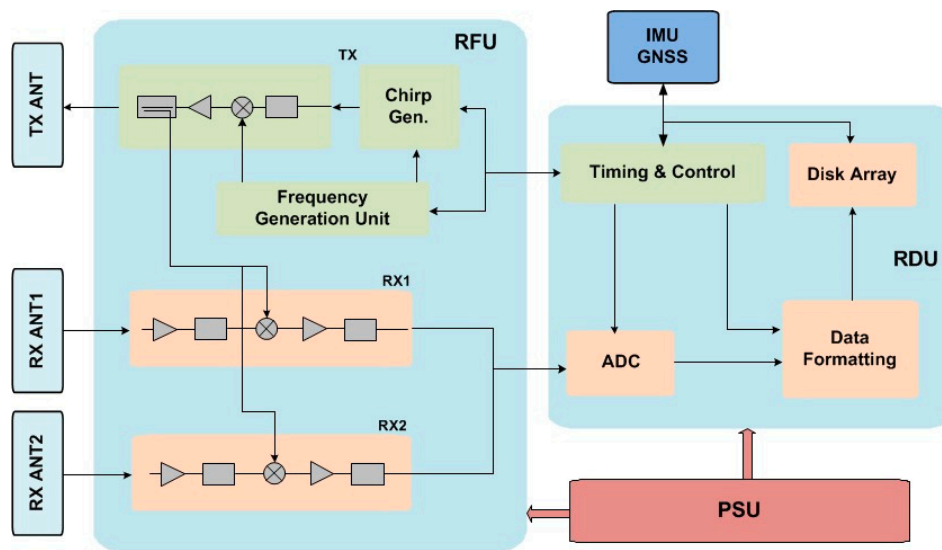 RFU
TX
TX ANT
Chirp
Gen.
IMU
GNSS
Timing & Control
Disk Array
Frequency
Generation Unit
RDU
RX ANT1
RX1
ADC
Data
Formatting
RX ANT2
RX2
PSU